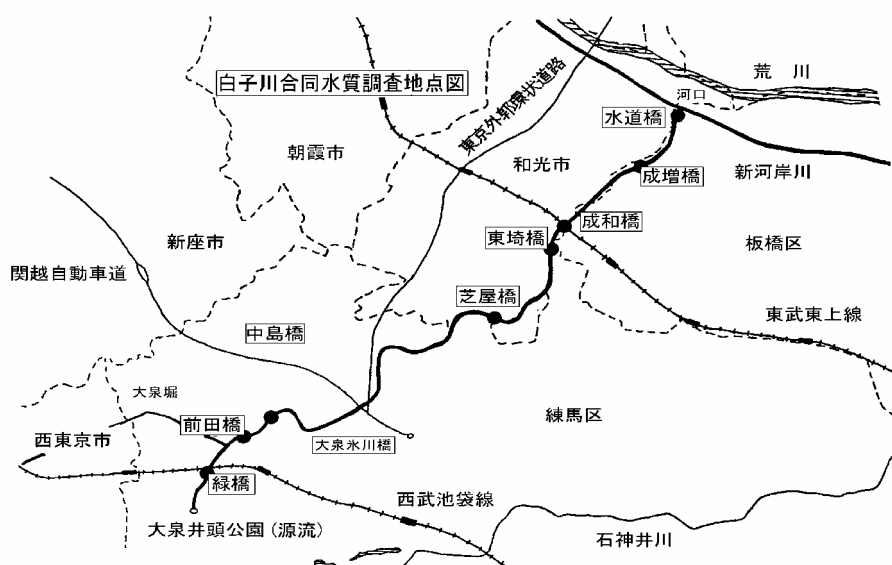 白子川合同水質調査地点図
東京外郭環状道路
荒川
河口
水道橋
朝霞市
和光市
成増橋
新河岸川
成和橋
東埼橋
新座市
板橋区
関越自動車道
芝屋橋
東武東上線
中島橋
大泉堀
練馬区
前田橋
西東京市
大泉氷川橋
緑橋
西武池袋線
大泉井頭公園(源流)
石神井川